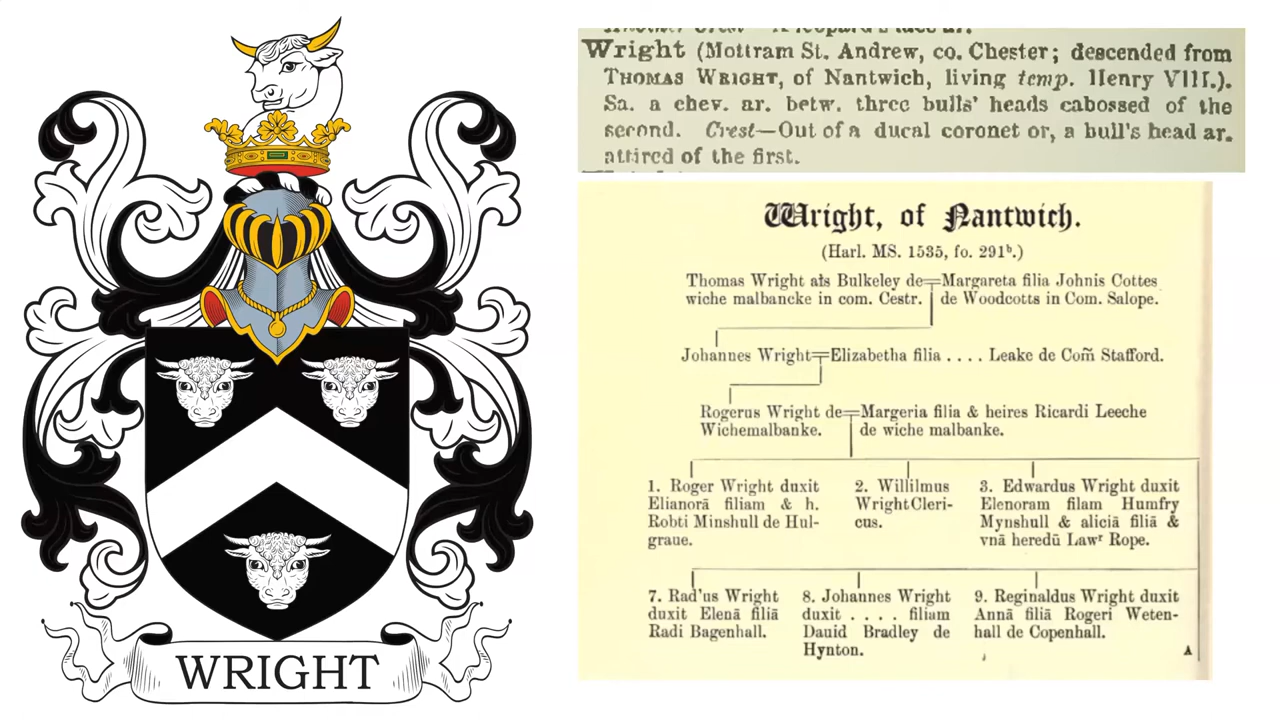 WRIGHT
Wright (Mottram St. Andrew, co. Chester; descended from
THOMAS WRIGHT, of Nantwich, living temp. Henry VIII.).
Sa. a chev. ar. betw. three bulls' heads cabossed of the
second. Crest—Out of a ducal coronet or, a bull's head ar.
attired of the first.
Wright, of Nantwich.
(Harl. MS. 1535, fo. 291ᵇ.)
Thomas Wright als Bulkeley de=Margareta filia Johnis Cottes
wiche malbancke in com. Cestr. de Woodcotts in Com. Salope.
Johannes Wright=Elizabetha filia . . . . Leake de Com̃ Stafford.
Rogerus Wright de=Margeria filia & heires Ricardi Leeche
Wichemalbanke. de wiche malbanke.
1. Roger Wright duxit 2. Willilmus 3. Edwardus Wright duxit
Elianorā filiam & h. Wright Cleri- Elenoram filam Humfry
Robti Minshull de Hul- cus. Mynshull & aliciā filiā &
graue. vnā heredū Lawʳ Rope.
7. Rad'us Wright 8. Johannes Wright 9. Reginaldus Wright duxit
duxit Elenā filiā duxit . . . . filiam Annā filiā Rogeri Weten-
Radi Bagenhall. Dauid Bradley de hall de Copenhall.
Hynton. A